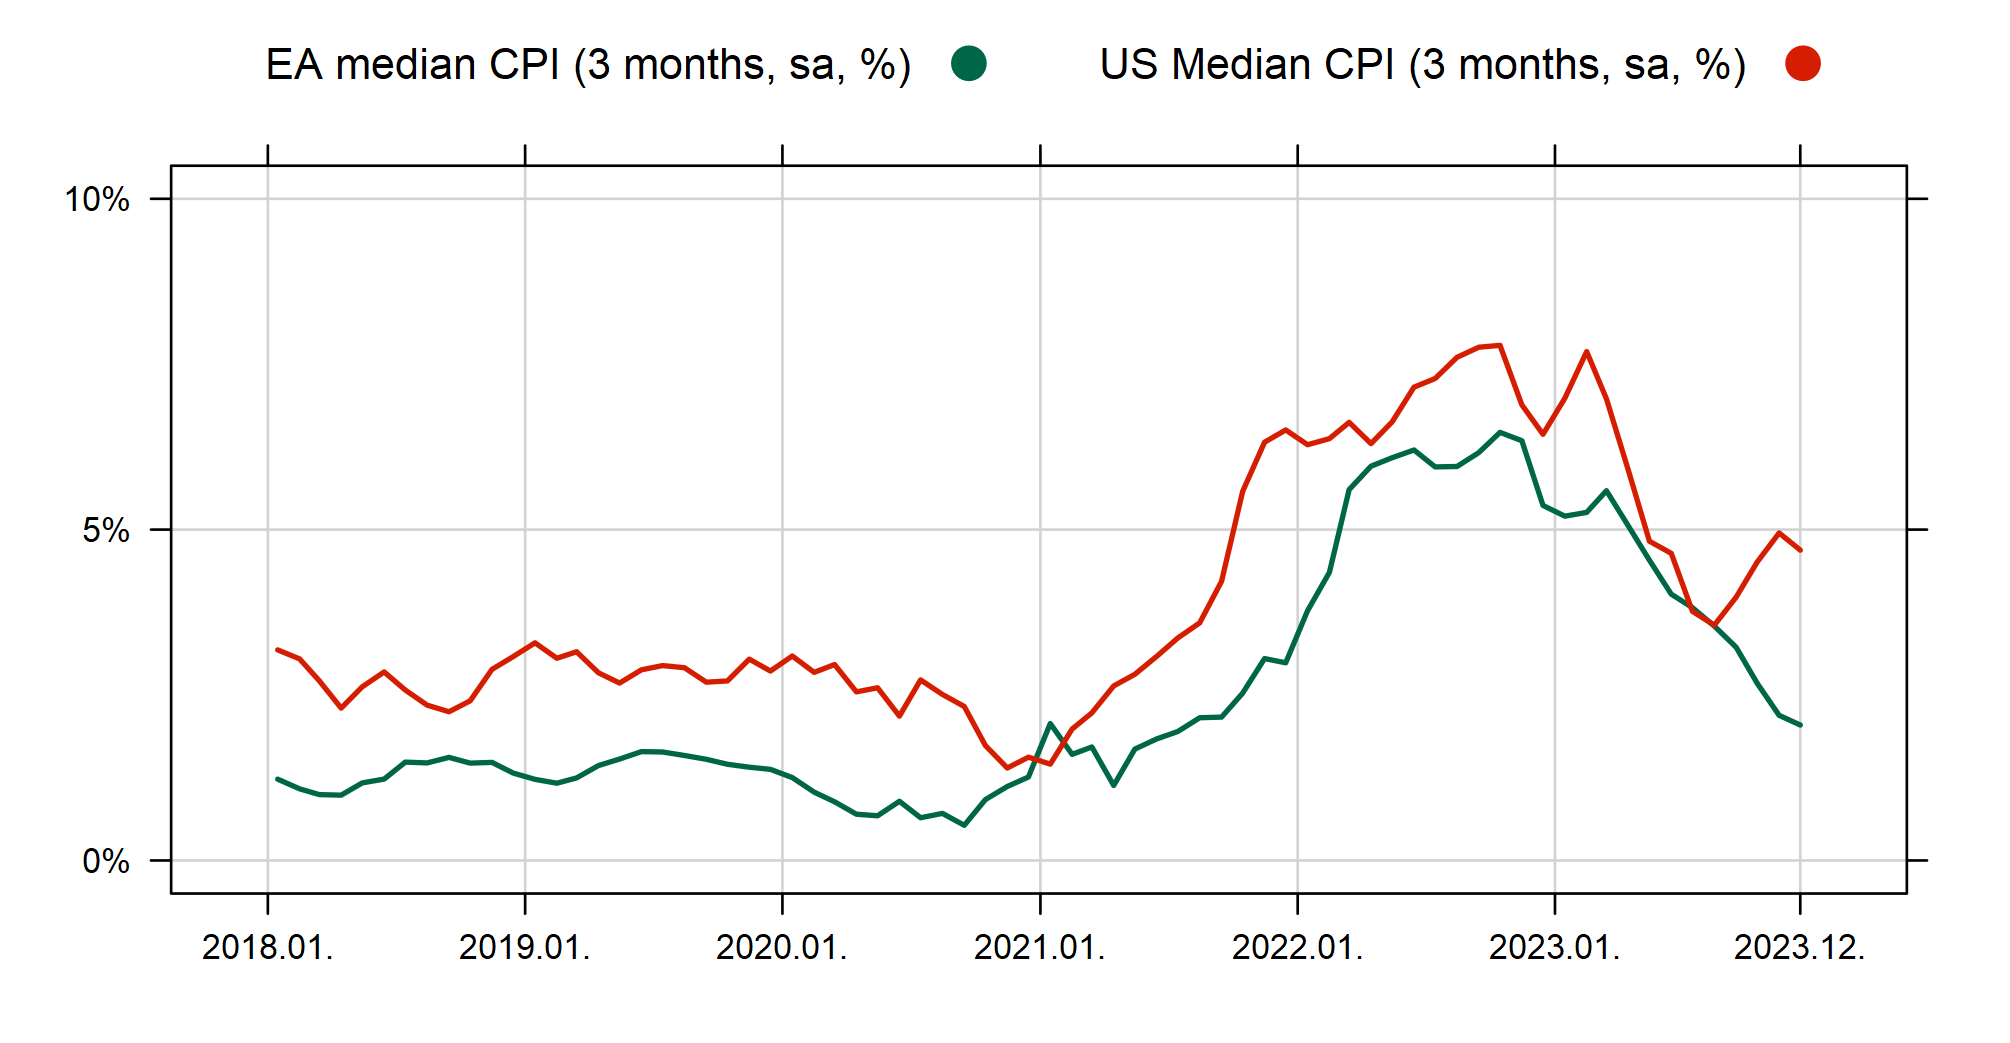 EA median CPI (3 months, sa, %) US Median CPI (3 months, sa, %)
10%
5%
0%
2018.01. 2019.01. 2020.01. 2021.01. 2022.01. 2023.01. 2023.12.